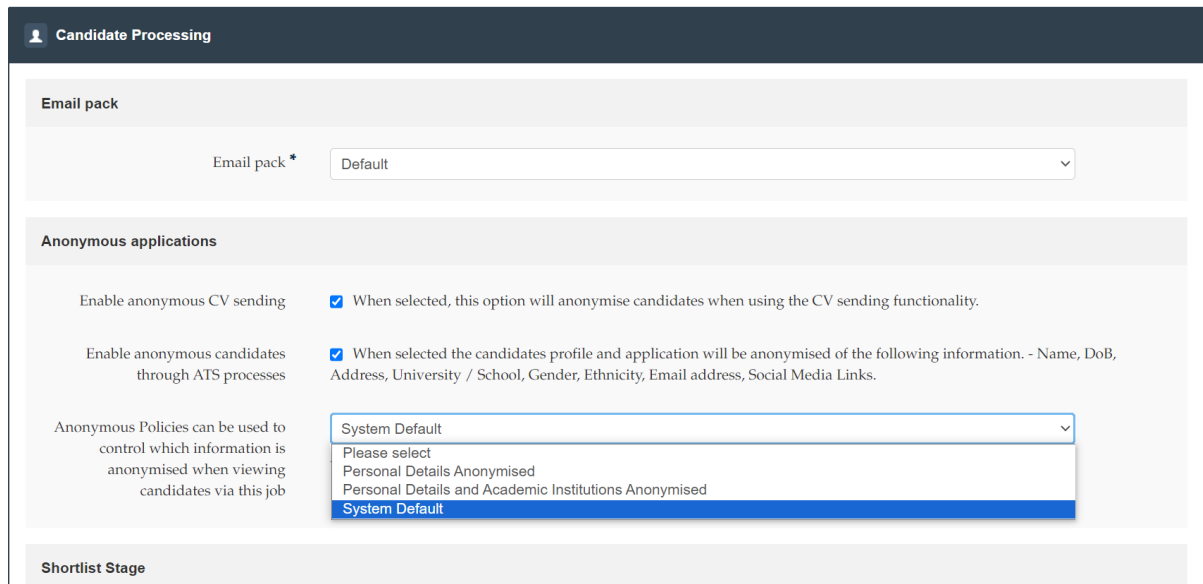 Candidate Processing
Email pack
Email pack *
Default
Anonymous applications
Enable anonymous CV sending
When selected, this option will anonymise candidates when using the CV sending functionality.
Enable anonymous candidates
through ATS processes
When selected the candidates profile and application will be anonymised of the following information. - Name, DoB,
Address, University / School, Gender, Ethnicity, Email address, Social Media Links.
Anonymous Policies can be used to
control which information is
anonymised when viewing
candidates via this job
System Default
Please select
Personal Details Anonymised
Personal Details and Academic Institutions Anonymised
System Default
Shortlist Stage